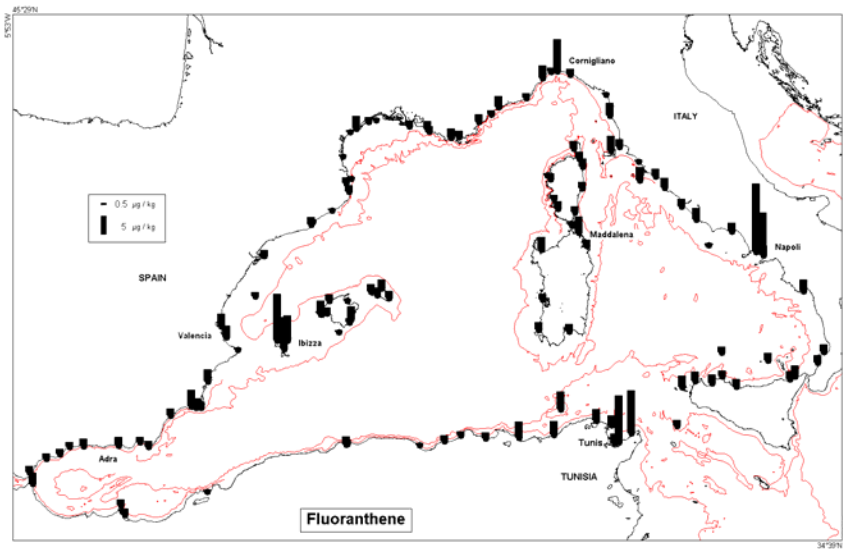 45°29'N
5°53'W
Cornigliano
ITALY
0.5 µg / kg
5 µg / kg
Maddalena
Napoli
SPAIN
Valencia
Ibizza
Adra
Tunis
TUNISIA
Fluoranthene
34°39'N